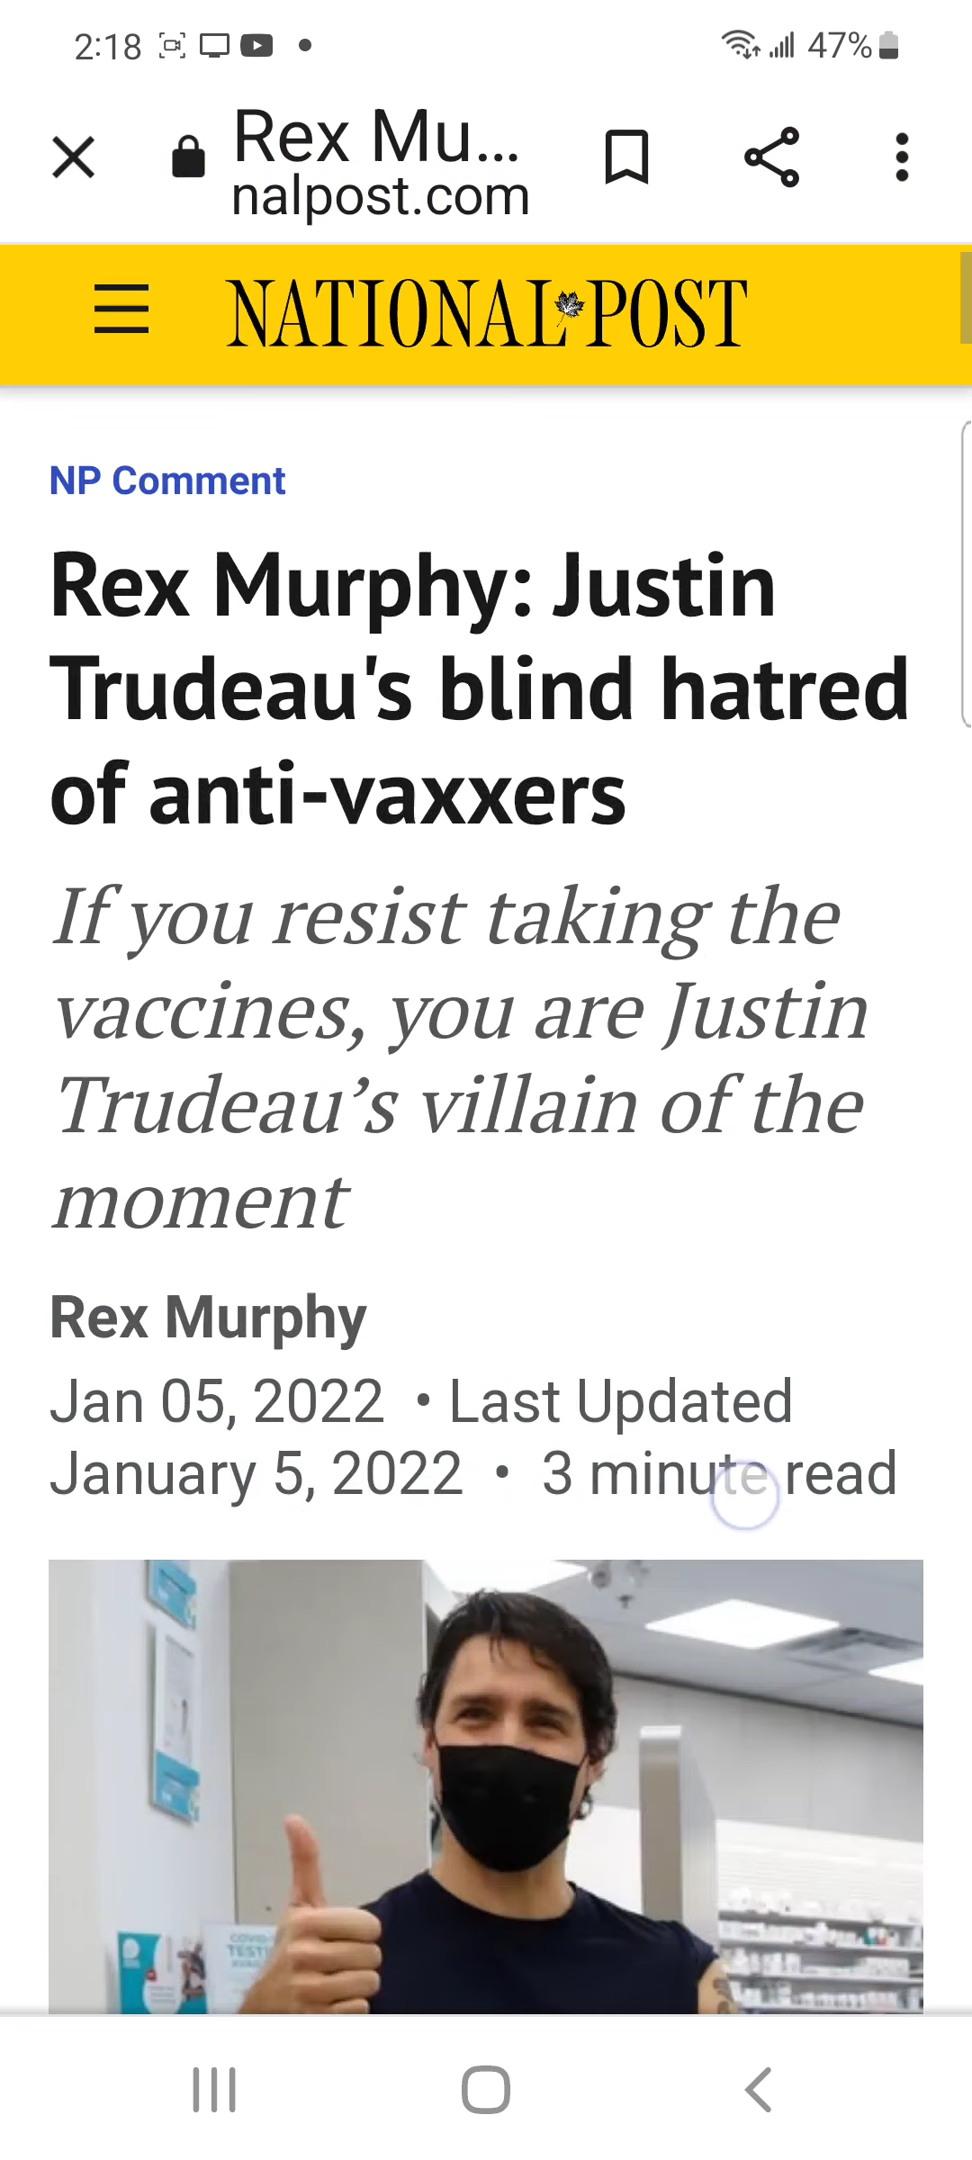 2:18 47%
Rex Mu...
nalpost.com
NATIONAL POST
NP Comment
Rex Murphy: Justin
Trudeau's blind hatred
of anti-vaxxers
If you resist taking the
vaccines, you are Justin
Trudeau’s villain of the
moment
Rex Murphy
Jan 05, 2022 • Last Updated
January 5, 2022 • 3 minute read
COVID-
TEST